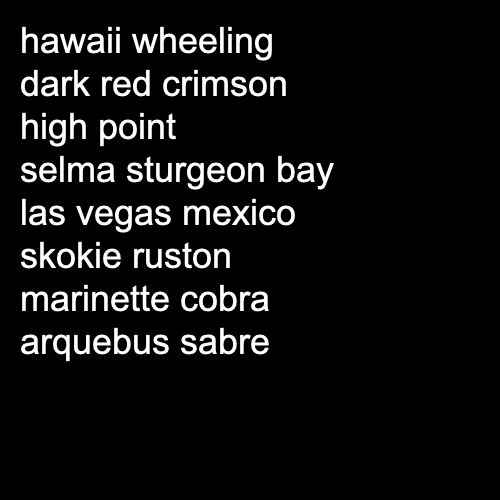 hawaii wheeling
dark red crimson
high point
selma sturgeon bay
las vegas mexico
skokie ruston
marinette cobra
arquebus sabre